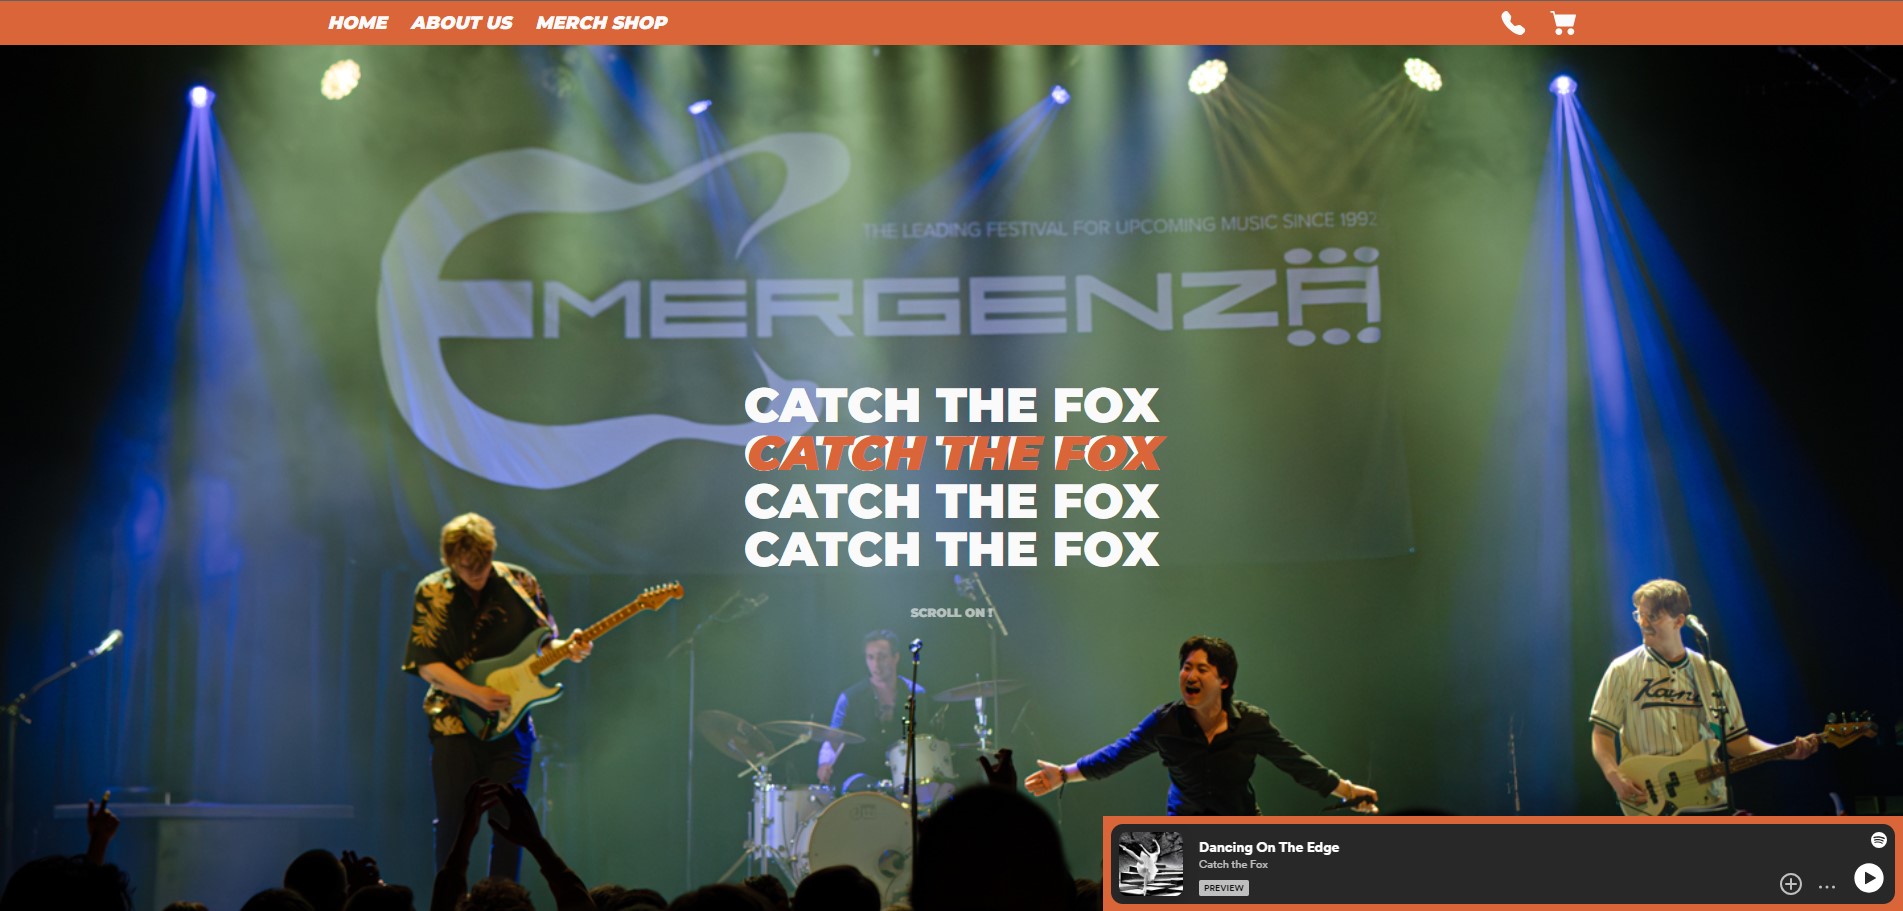 HOME ABOUT US MERCH SHOP
THE LEADING FESTIVAL FOR UPCOMING MUSIC SINCE 1992
EMERGENZA
CATCH THE FOX
CATCH THE FOX
CATCH THE FOX
CATCH THE FOX
SCROLL ON !
Dancing On The Edge
Catch the Fox
PREVIEW